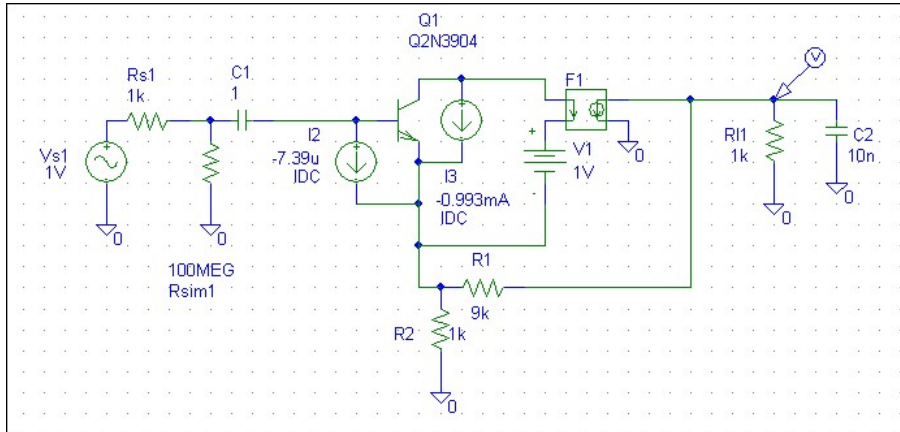 Q1
Q2N3904
Rs1
1k
C1
1
F1
V
Vs1
1V
I2
-7.39u
IDC
I3
-0.993mA
IDC
+
V1
1V
-
0
Rl1
1k
C2
10n
0
0
0
0
100MEG
Rsim1
R1
9k
R2
1k
0